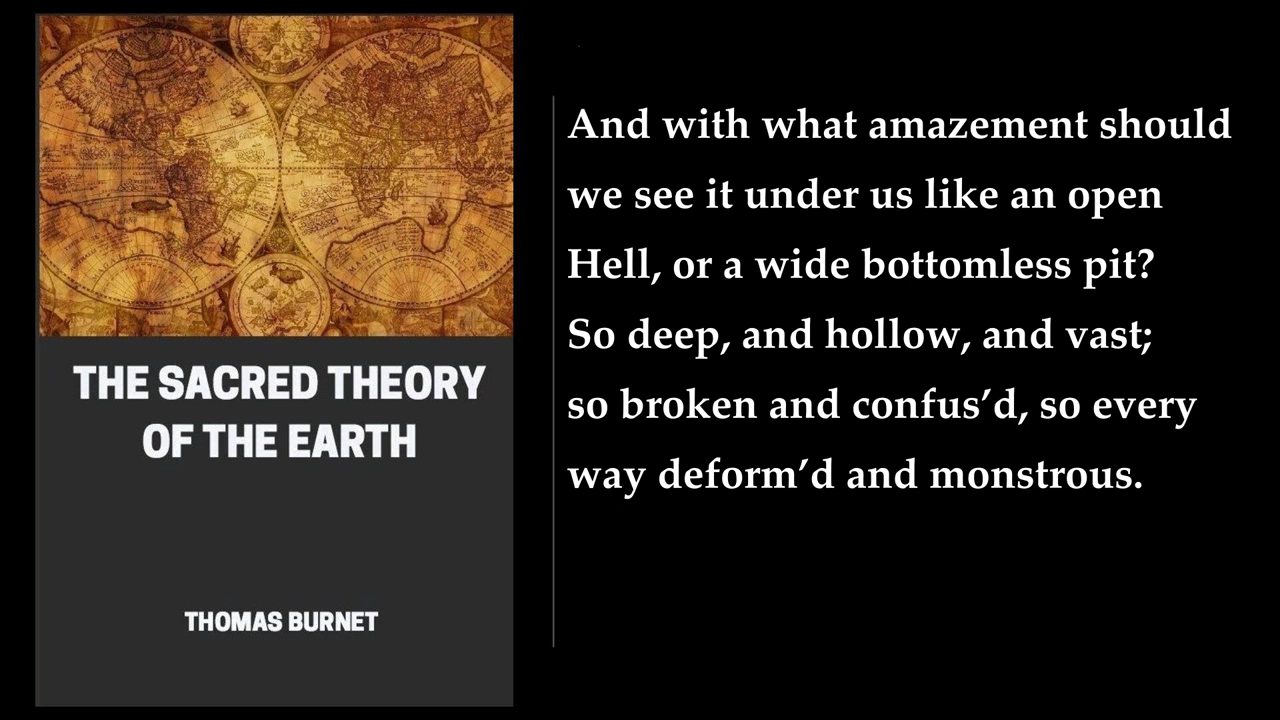 THE SACRED THEORY
OF THE EARTH
THOMAS BURNET
And with what amazement should
we see it under us like an open
Hell, or a wide bottomless pit?
So deep, and hollow, and vast;
so broken and confus’d, so every
way deform’d and monstrous.